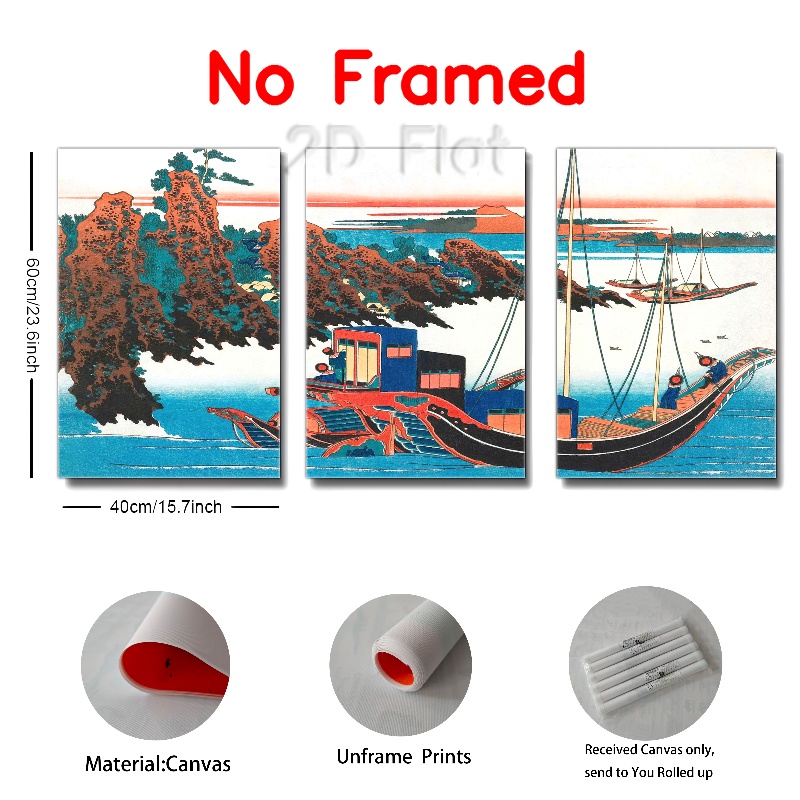 No Framed
2D Flat
60cm/23.6inch
40cm/15.7inch
Material:Canvas
Unframe Prints
Received Canvas only,
send to You Rolled up